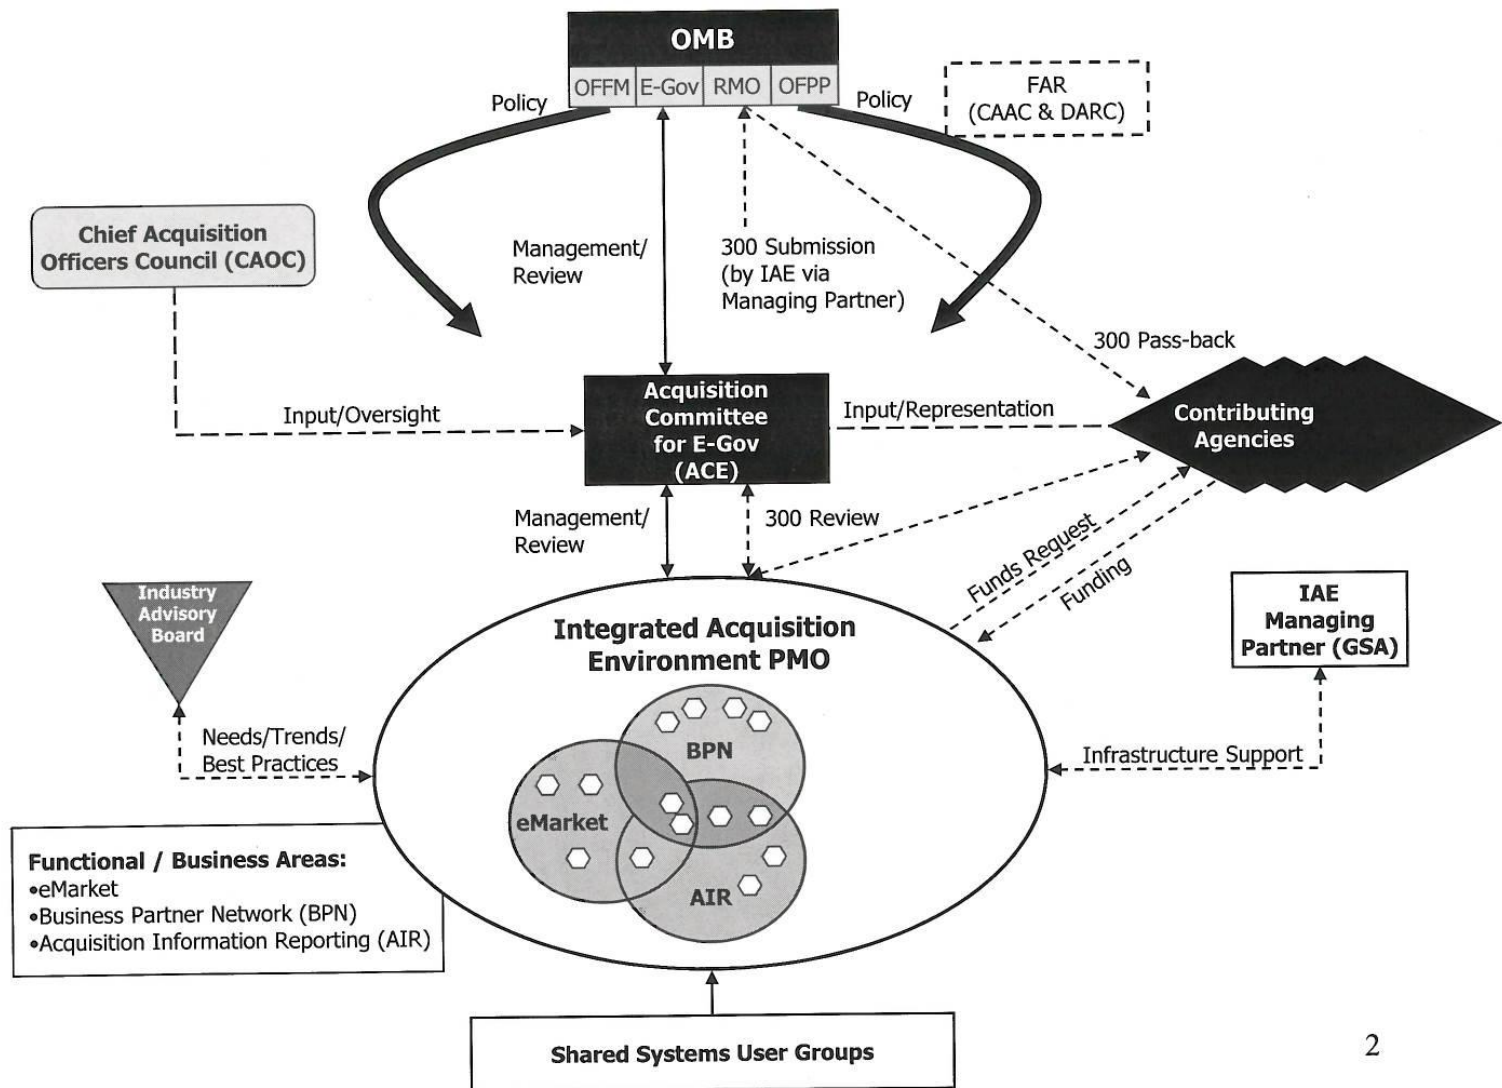 OMB
OFFM
E-Gov
RMO
OFPP
Policy
Policy
FAR
(CAAC & DARC)
Chief Acquisition
Officers Council (CAOC)
Management/
Review
300 Submission
(by IAE via
Managing Partner)
300 Pass-back
Input/Oversight
Acquisition
Committee
for E-Gov
(ACE)
Input/Representation
Contributing
Agencies
Management/
Review
300 Review
Funds Request
Funding
Industry
Advisory
Board
IAE
Managing
Partner (GSA)
Integrated Acquisition
Environment PMO
Needs/Trends/
Best Practices
Infrastructure Support
BPN
eMarket
AIR
Functional / Business Areas:
•eMarket
•Business Partner Network (BPN)
•Acquisition Information Reporting (AIR)
Shared Systems User Groups
2